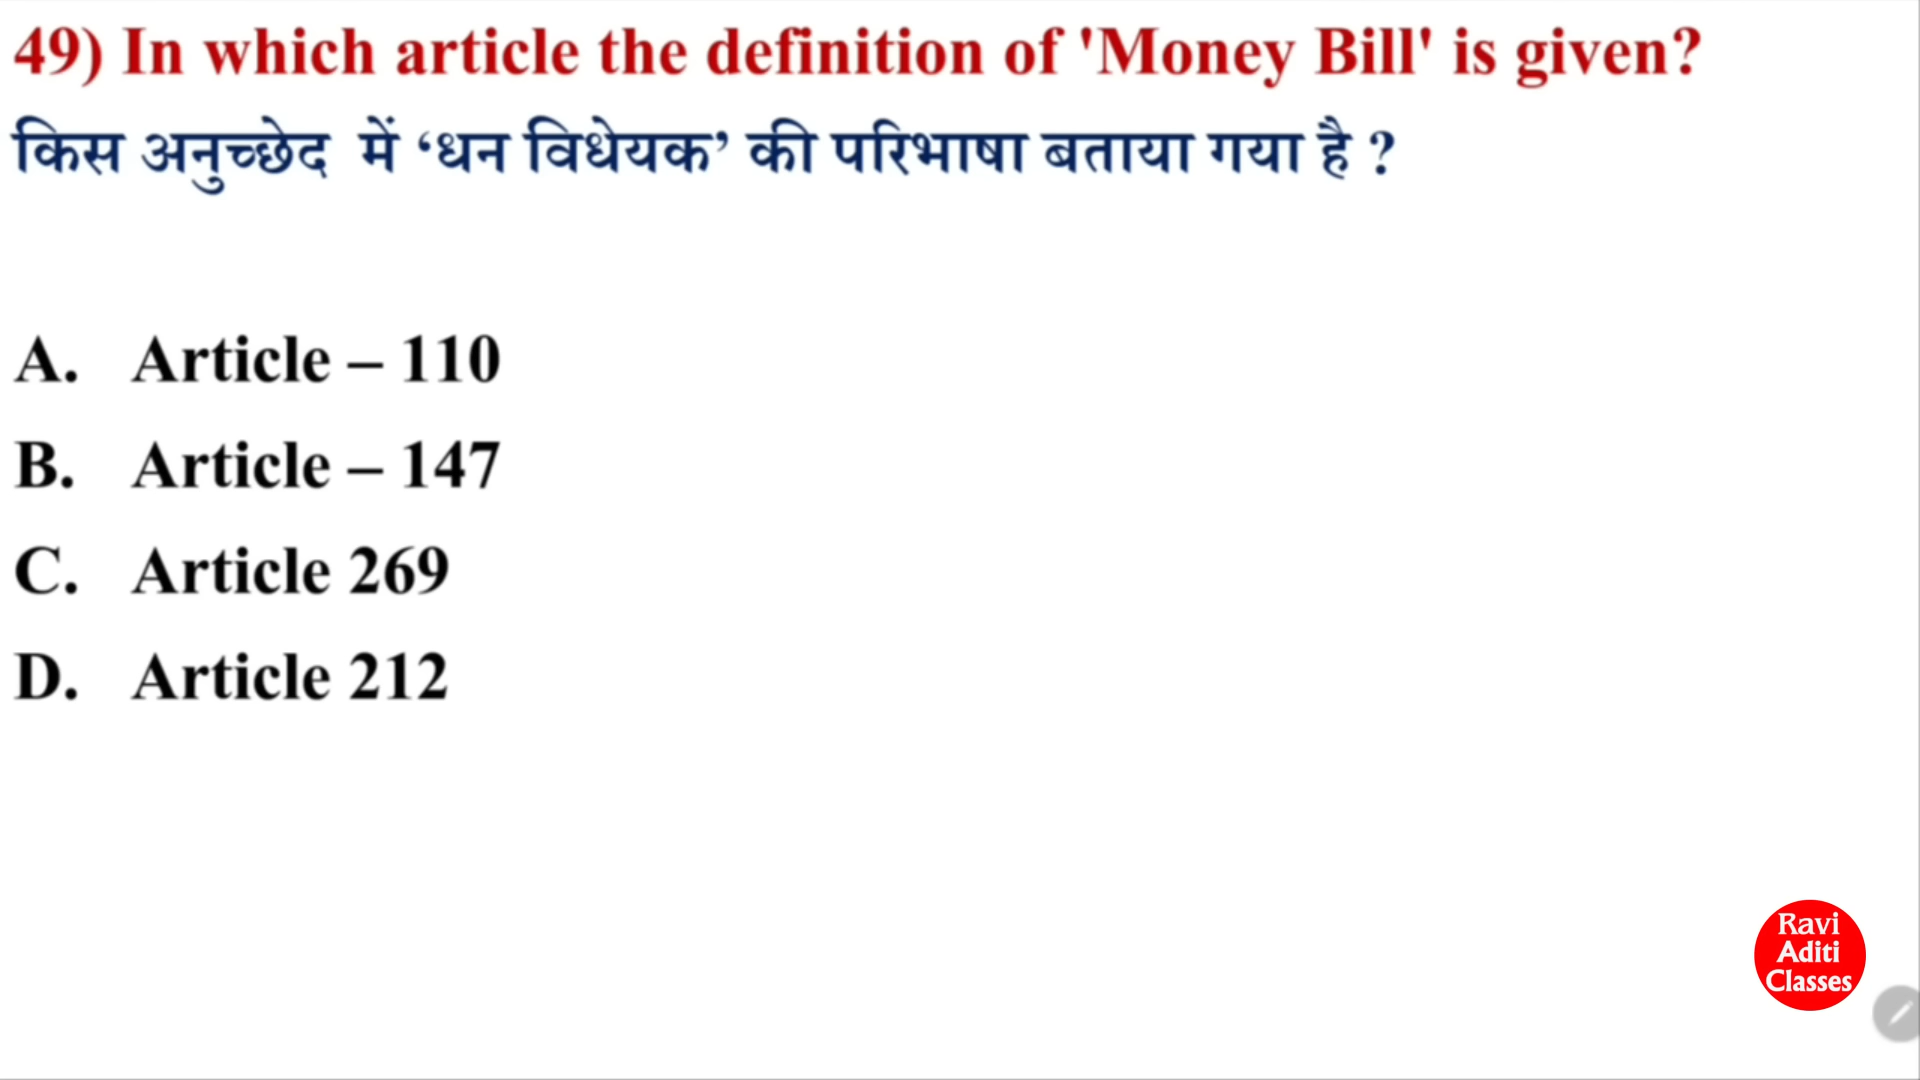 49) In which article the definition of 'Money Bill' is given?
किस अनुच्छेद में ‘धन विधेयक’ की परिभाषा बताया गया है ?
A. Article – 110
B. Article – 147
C. Article 269
D. Article 212
Ravi
Aditi
Classes